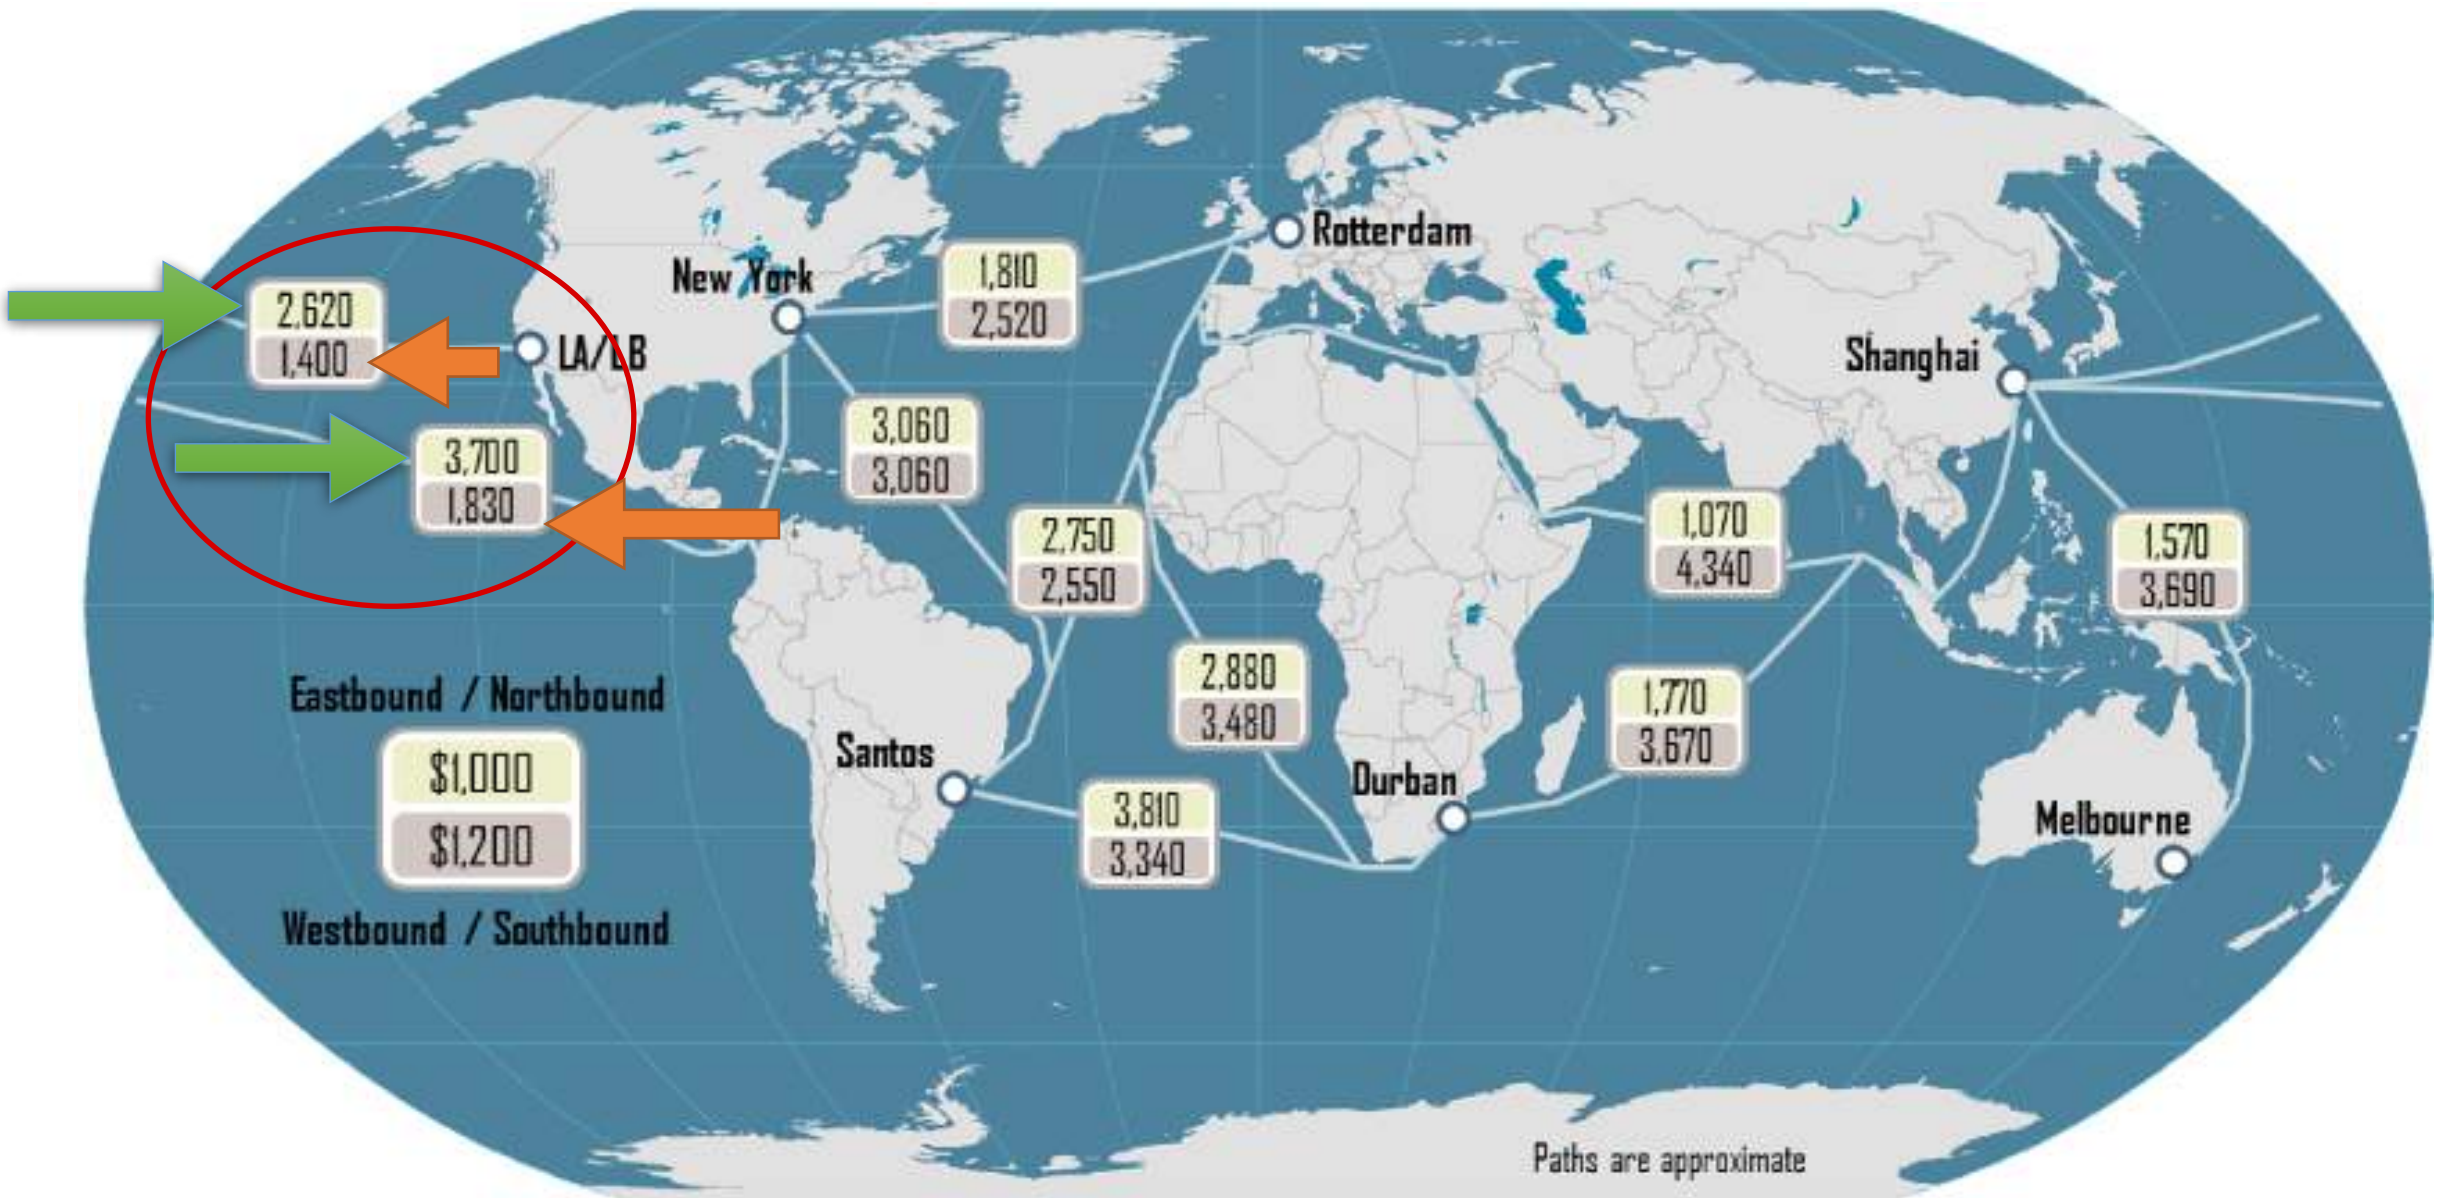 Rotterdam
New York
1,810
2,520
2,620
1,400
LA/LB
Shanghai
3,060
3,060
3,700
1,830
2,750
2,550
1,070
4,340
1,570
3,690
2,880
3,480
1,770
3,670
Eastbound / Northbound
$1,000
$1,200
Westbound / Southbound
Santos
3,810
3,340
Durban
Melbourne
Paths are approximate